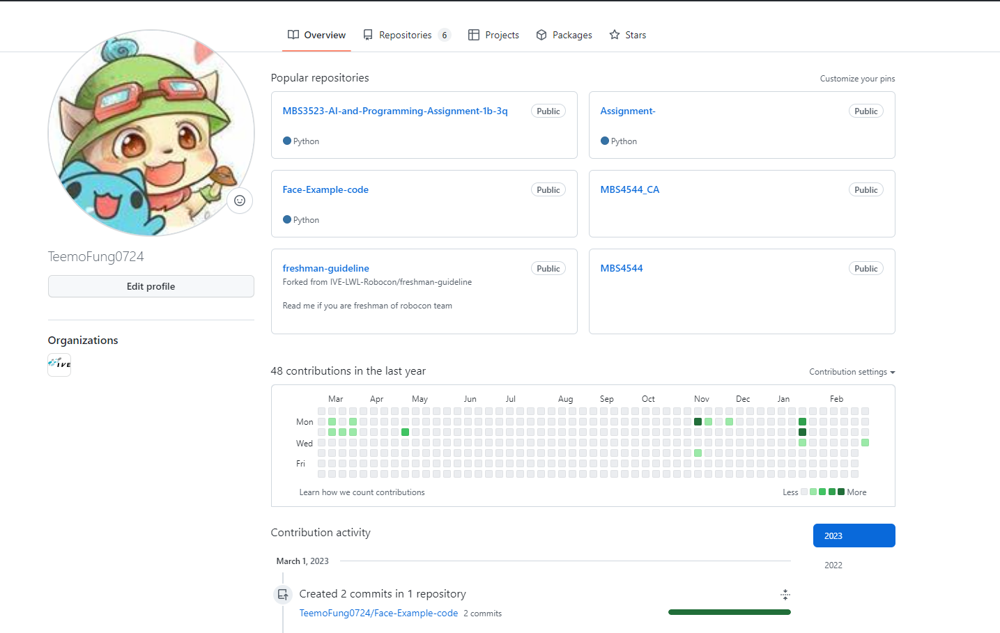 Overview Repositories 6 Projects Packages Stars
TeemoFung0724
Edit profile
Organizations
IVE
Popular repositories Customize your pins
MBS3523-AI-and-Programming-Assignment-1b-3q Public
Python
Assignment- Public
Python
Face-Example-code Public
Python
MBS4544_CA Public
freshman-guideline Public
Forked from IVE-LWL-Robocon/freshman-guideline
Read me if you are freshman of robocon team
MBS4544 Public
48 contributions in the last year Contribution settings
Mar Apr May Jun Jul Aug Sep Oct Nov Dec Jan Feb
Mon
Wed
Fri
Learn how we count contributions Less More
Contribution activity
2023
2022
March 1, 2023
Created 2 commits in 1 repository
TeemoFung0724/Face-Example-code 2 commits